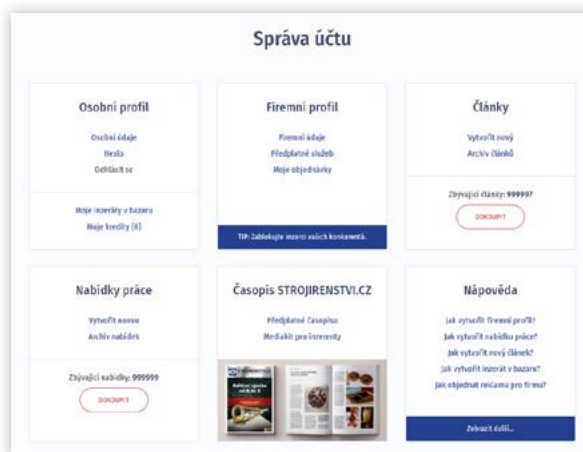 Správa účtu
Osobní profil
Osobní údaje
Heslo
Odhlásit se
Moje inzeráty v bazaru
Moje kredity (0)
Firemní profil
Firemní údaje
Předplatné služeb
Moje objednávky
TIP: Zablokujte inzerci vašich konkurentů.
Články
Vytvořit nový
Archiv článků
Zbývající články: 999997
DOKOUPIT
Nabídky práce
Vytvořit novou
Archiv nabídek
Zbývající nabídky: 999999
DOKOUPIT
Časopis STROJIRENSTVI.CZ
Předplatné časopisu
Mediakit pro inzerenty
Nápověda
Jak vytvořit firemní profil?
Jak vytvořit nabídku práce?
Jak vytvořit nový článek?
Jak vytvořit inzerát v bazaru?
Jak objednat reklamu pro firmu?
Zobrazit další...